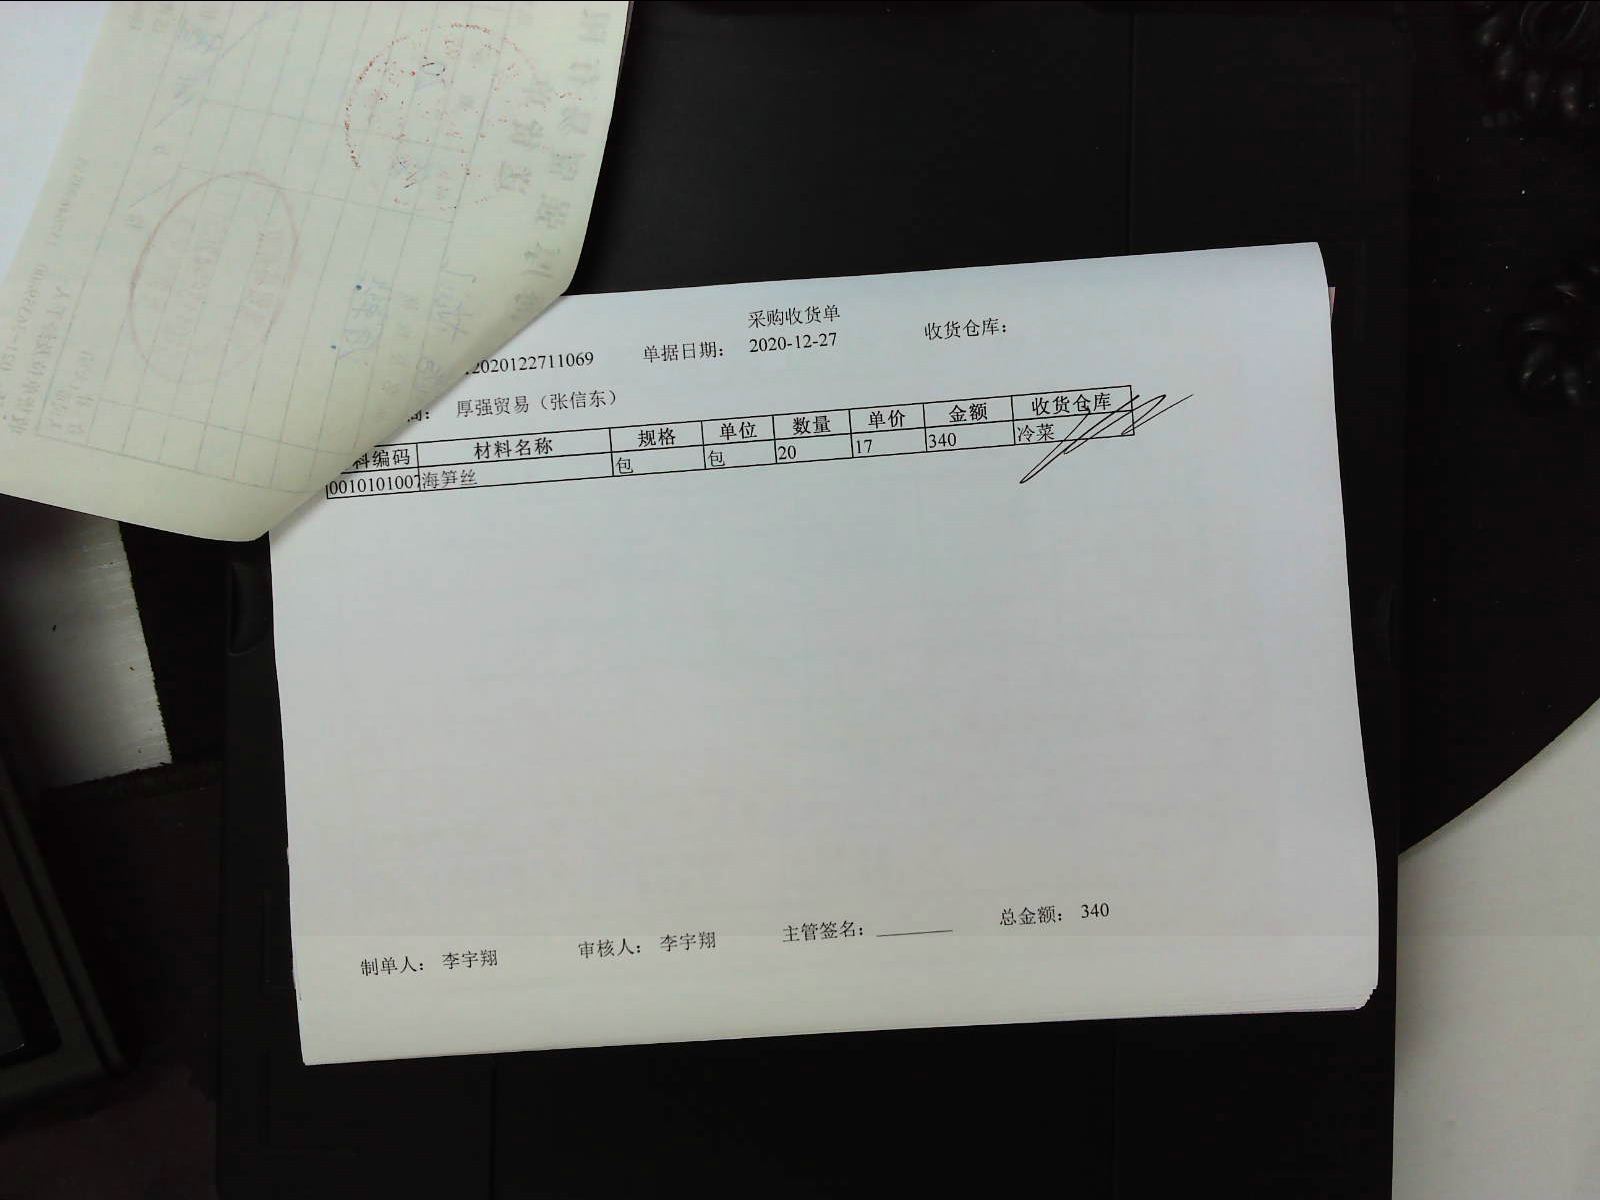 采购收货单
2020122711069 单据日期： 2020-12-27 收货仓库：
商： 厚强贸易（张信东）
料编码 材料名称 规格 单位 数量 单价 金额 收货仓库
0010101007 海笋丝 包 包 20 17 340 冷菜
制单人： 李宇翔 审核人： 李宇翔 主管签名： 总金额： 340